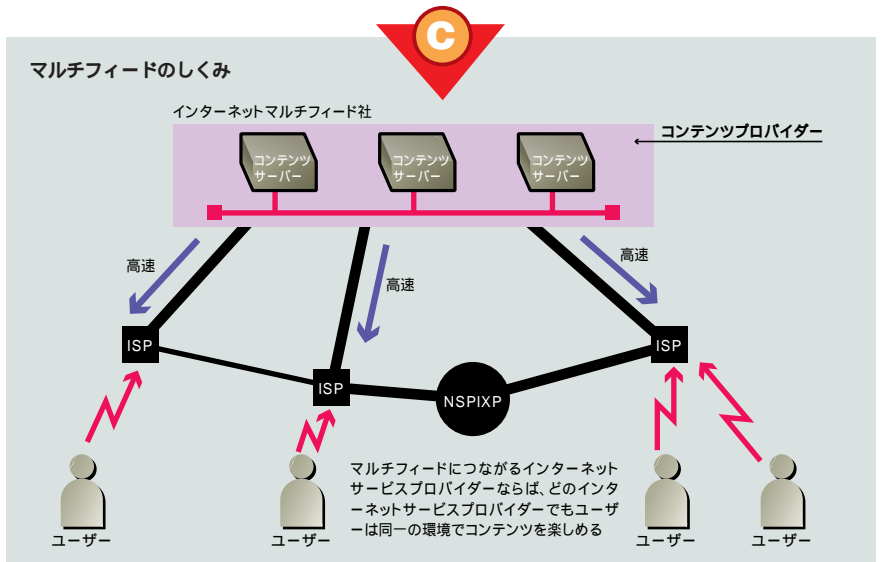 C
マルチフィードのしくみ
インターネットマルチフィード社
コンテンツプロバイダー
コンテンツ
サーバー
コンテンツ
サーバー
コンテンツ
サーバー
高速
高速
高速
ISP
ISP
ISP
NSPIXP
マルチフィードにつながるインターネット
サービスプロバイダーならば、どのインタ
ーネットサービスプロバイダーでもユーザ
ーは同一の環境でコンテンツを楽しめる
ユーザー
ユーザー
ユーザー
ユーザー